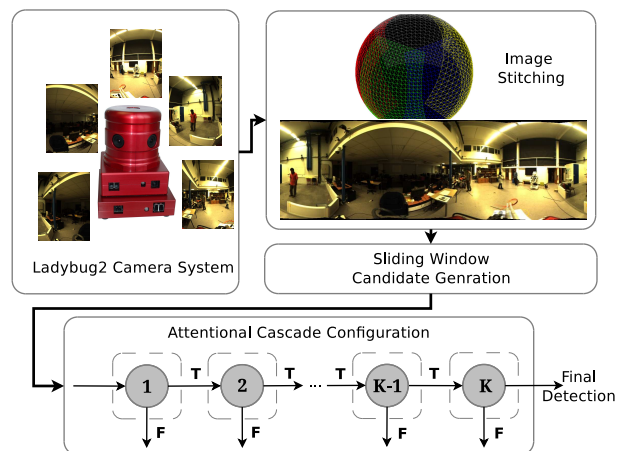 Image
Stitching
Ladybug2 Camera System
Sliding Window
Candidate Genration
Attentional Cascade Configuration
1 T 2 T ... T K-1 T K
Final
Detection
F F F F